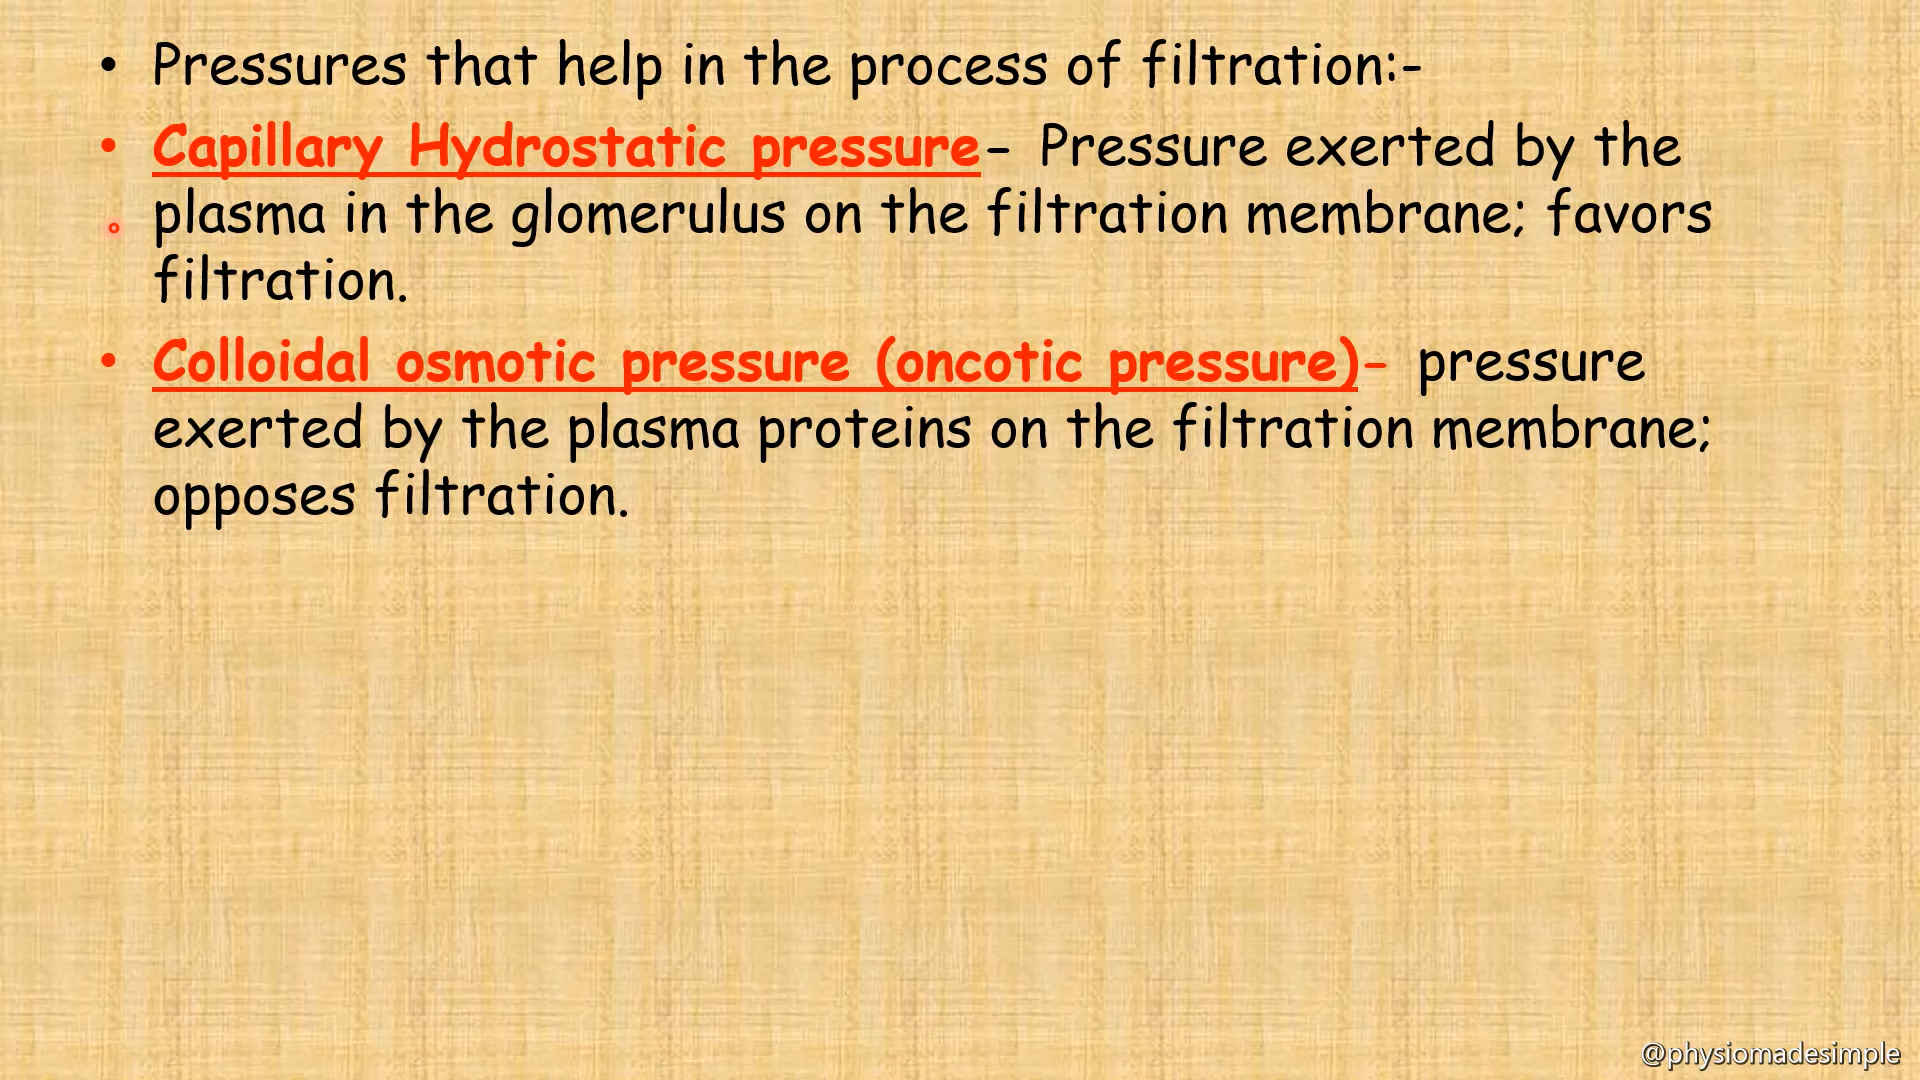 • Pressures that help in the process of filtration:-
• Capillary Hydrostatic pressure- Pressure exerted by the
plasma in the glomerulus on the filtration membrane; favors
filtration.
• Colloidal osmotic pressure (oncotic pressure)- pressure
exerted by the plasma proteins on the filtration membrane;
opposes filtration.
@physiomadesimple